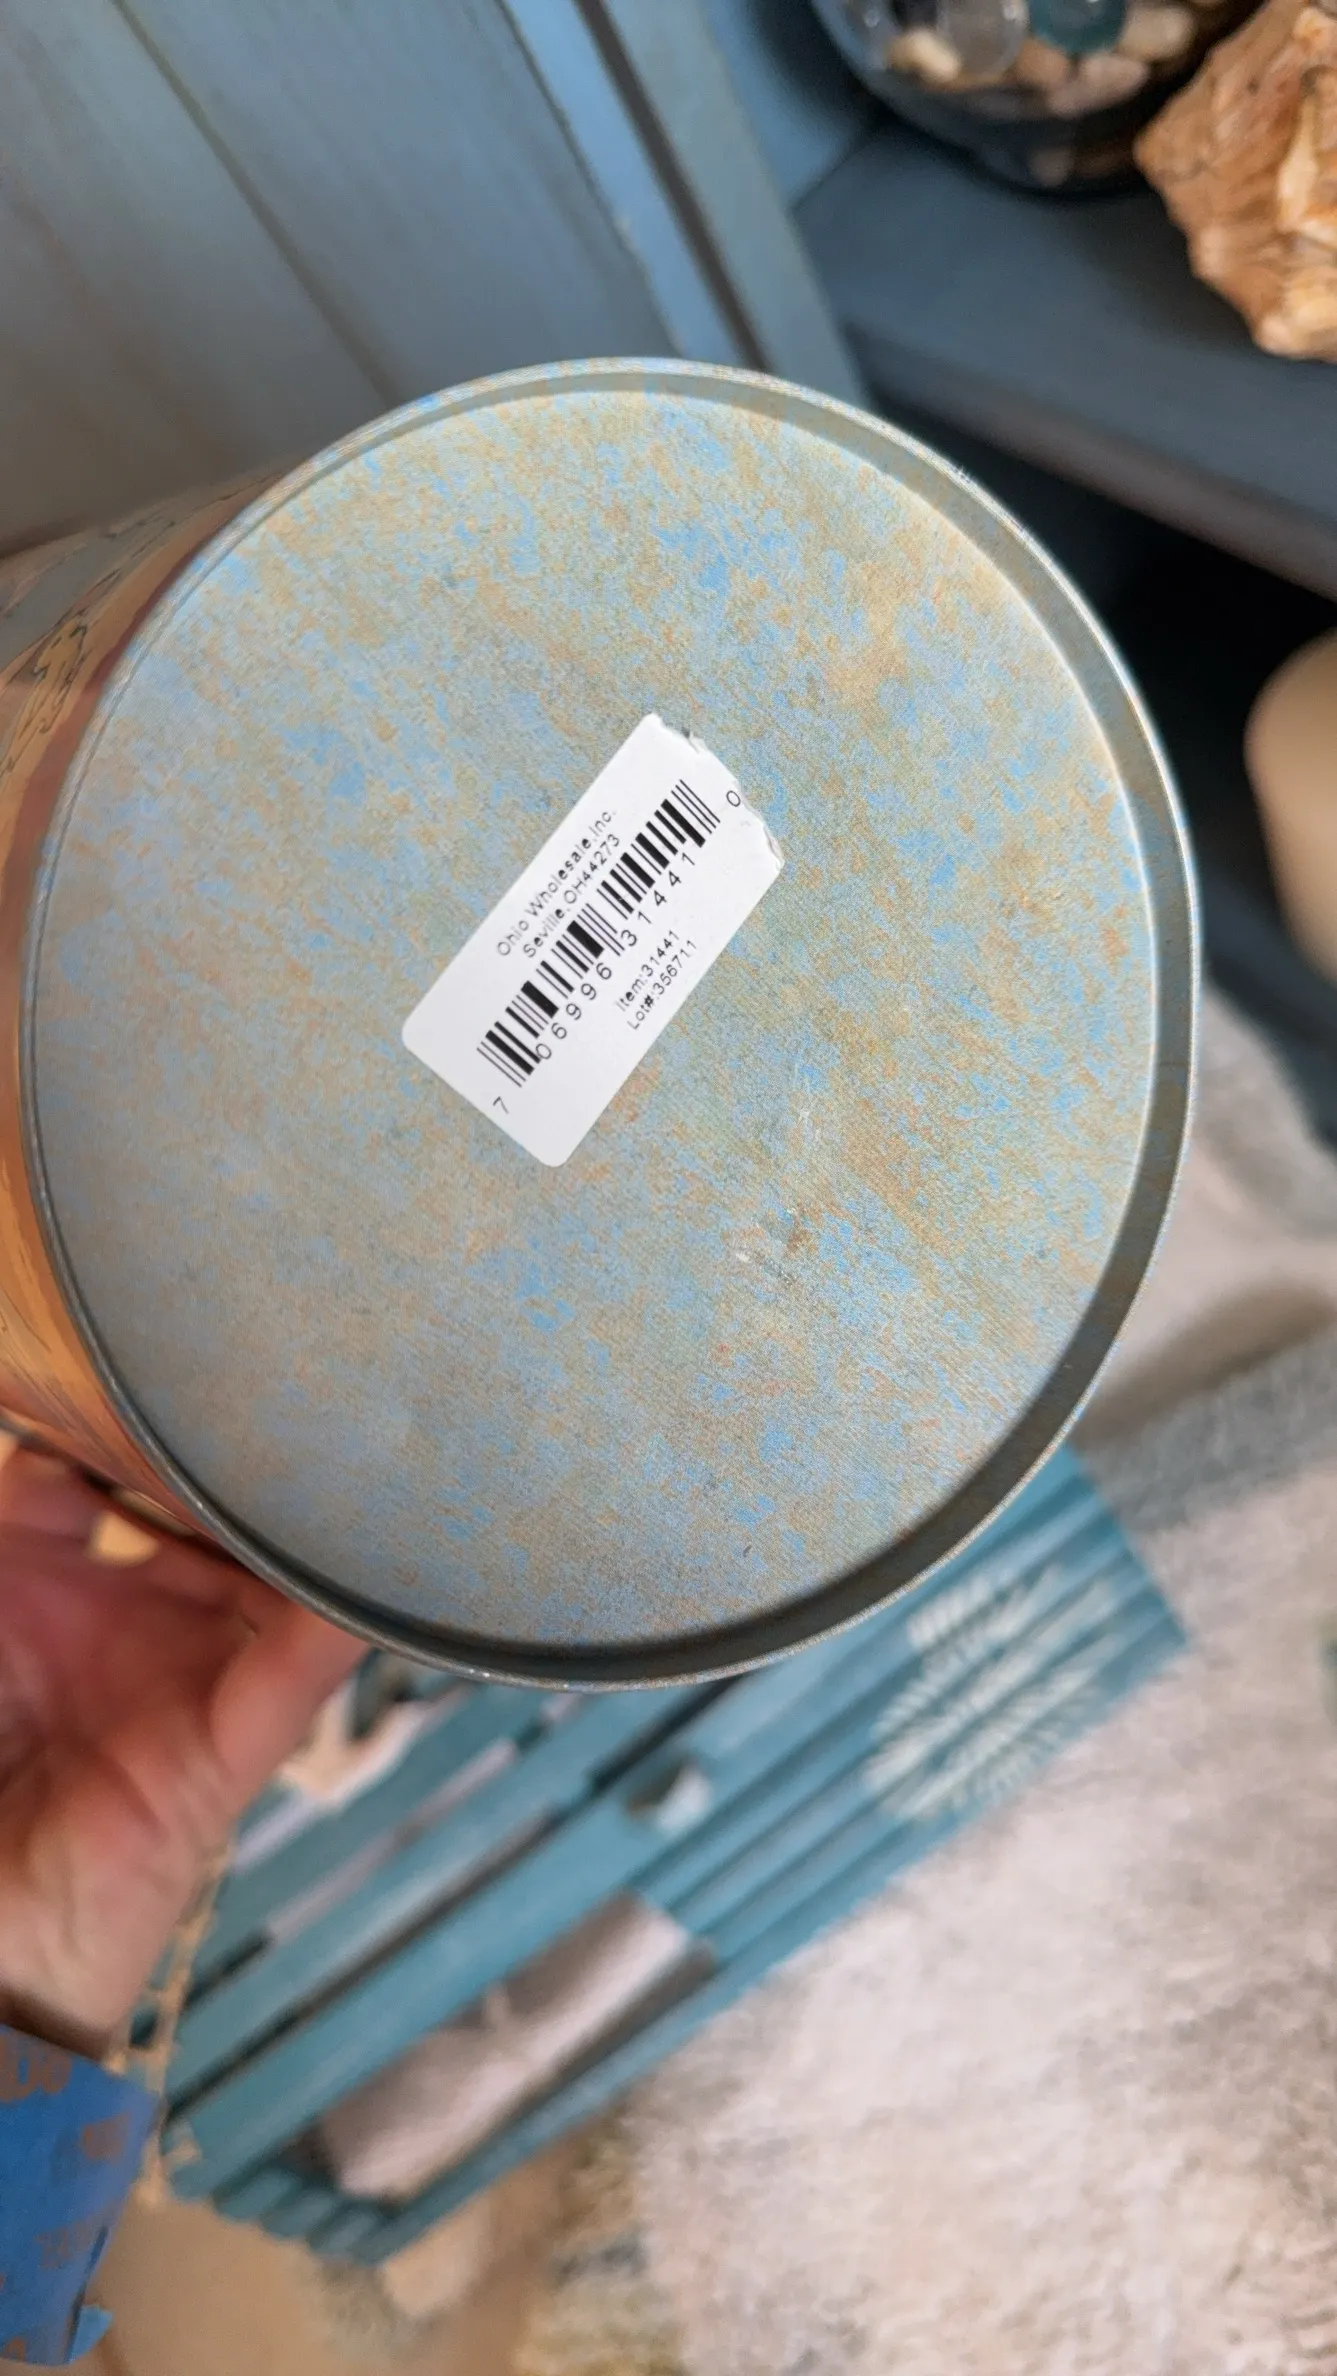 Ohio Wholesale,Inc.
Seville,OH44273
7 06996 31441 0
Item:31441
Lot#:356711